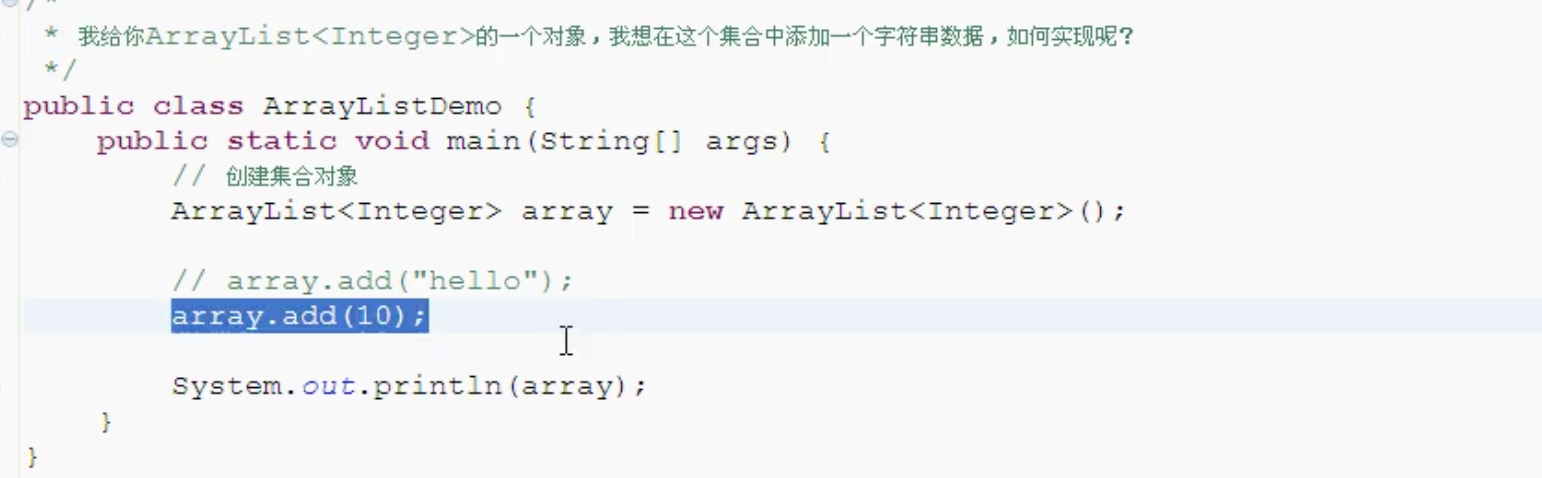 /*
* 我给你ArrayList<Integer>的一个对象，我想在这个集合中添加一个字符串数据，如何实现呢？
*/
public class ArrayListDemo {
public static void main(String[] args) {
// 创建集合对象
ArrayList<Integer> array = new ArrayList<Integer>();
// array.add("hello");
array.add(10);
System.out.println(array);
}
}